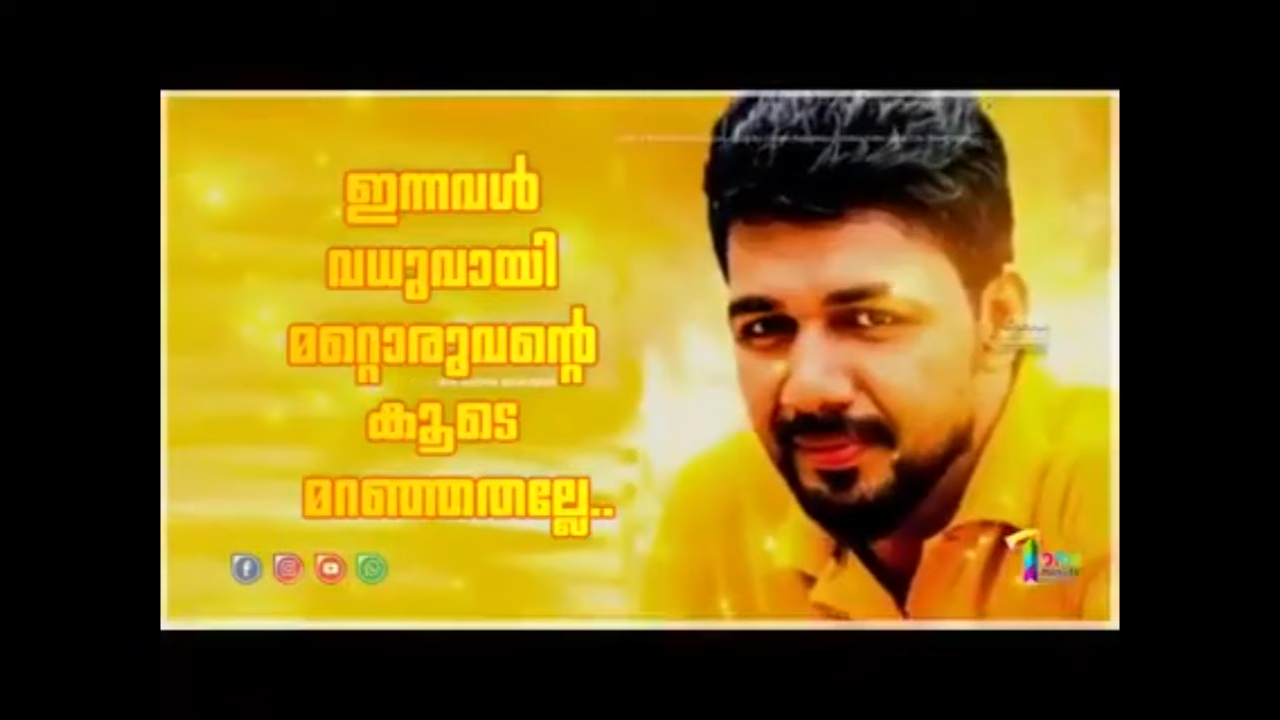 ഇന്നവൾ
വധുവായി
മറ്റൊരുവന്റെ
കൂടെ
മറഞ്ഞതല്ലേ..